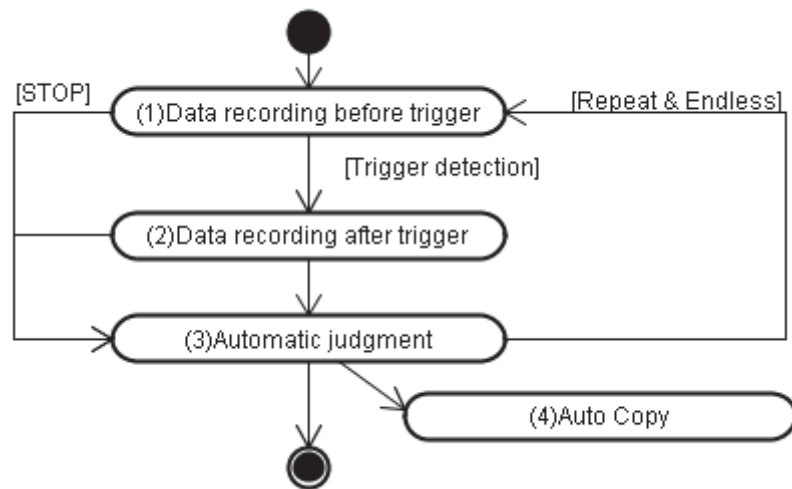 [STOP]
[Repeat & Endless]
(1)Data recording before trigger
[Trigger detection]
(2)Data recording after trigger
(3)Automatic judgment
(4)Auto Copy